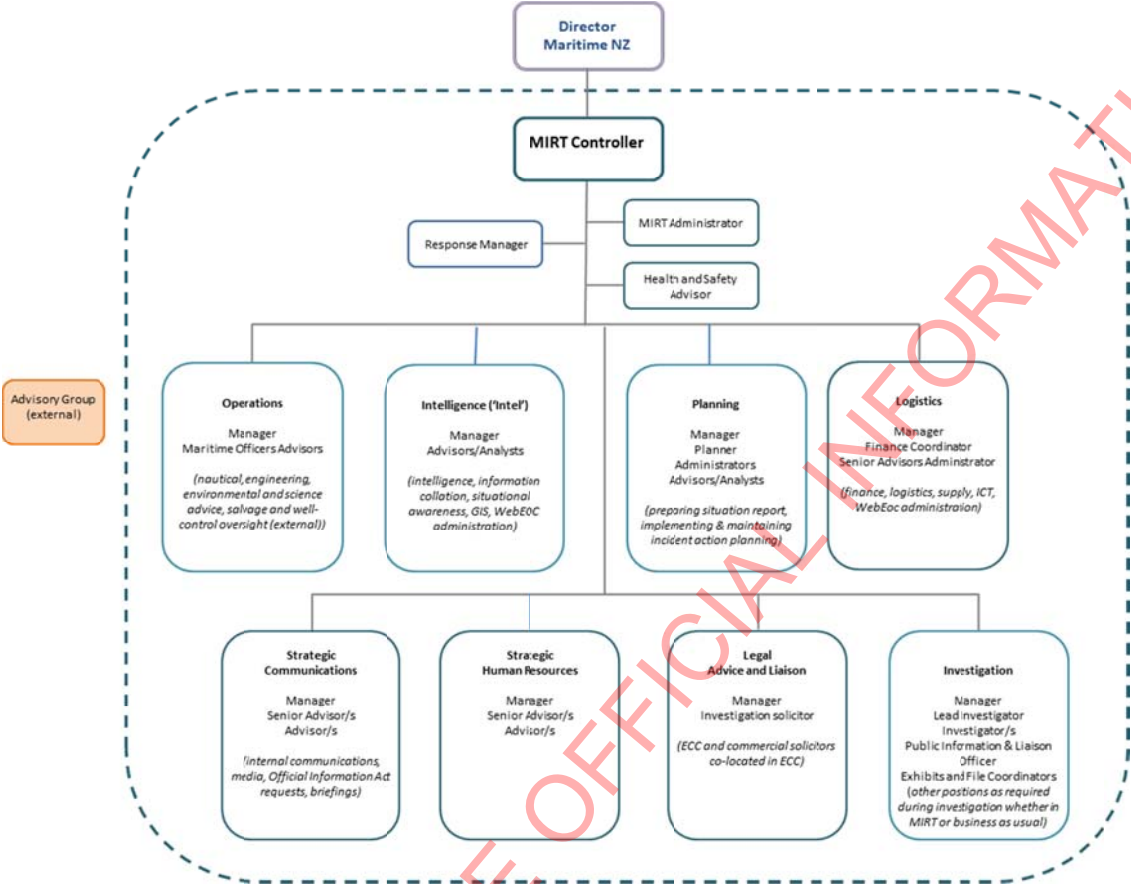 Director
Maritime NZ
MIRT Controller
MIRT Administrator
Response Manager
Health and Safety
Advisor
Advisory Group
(external)
Operations
Manager
Maritime Officers Advisors
(nautical, engineering,
environmental and science
advice, salvage and well-
control oversight (external))
Intelligence ('Intel')
Manager
Advisors/Analysts
(intelligence, information
collation, situational
awareness, GIS, WebEOC
administration)
Planning
Manager
Planner
Administrators
Advisors/Analysts
(preparing situation report,
implementing & maintaining
incident action planning)
Logistics
Manager
Finance Coordinator
Senior Advisors Adminstrator
(finance, logistics, supply, ICT,
WebEoc administration)
Strategic
Communications
Manager
Senior Advisor/s
Advisor/s
(internal communications,
media, Official Information Act
requests, briefings)
Strategic
Human Resources
Manager
Senior Advisor/s
Advisor/s
Legal
Advice and Liaison
Manager
Investigation solicitor
(ECC and commercial solicitors
co-located in ECC)
Investigation
Manager
Lead Investigator
Investigator/s
Public Information & Liaison
Officer
Exhibits and File Coordinators
(other postions as required
during investigation whether in
MIRT or business as usual)
OFFICIAL INFORMATI